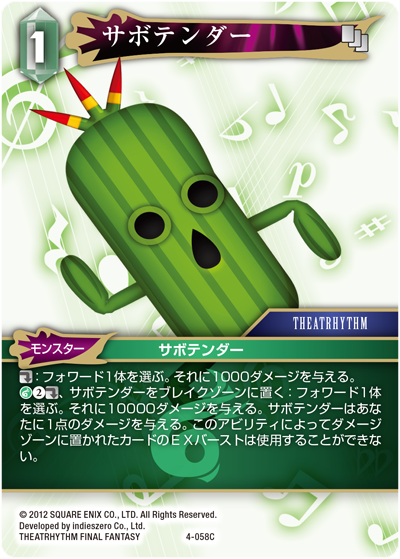 1
サボテンダー
THEATRHYTHM
モンスター
サボテンダー
：フォワード1体を選ぶ。それに1000ダメージを与える。
2 、サボテンダーをブレイクゾーンに置く：フォワード1体
を選ぶ。それに10000ダメージを与える。サボテンダーはあな
たに1点のダメージを与える。このアビリティによってダメージ
ゾーンに置かれたカードのEXバーストは使用することができな
い。
© 2012 SQUARE ENIX CO., LTD. All Rights Reserved.
Developed by indieszero Co., Ltd.
THEATRHYTHM FINAL FANTASY
4-058C